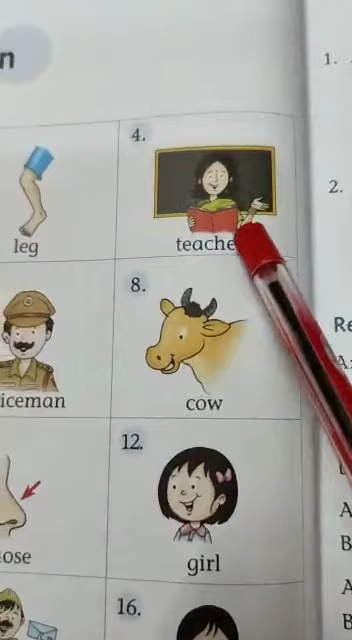 n
1.
4.
2.
leg
teache
8.
Re
A:
iceman
cow
12.
A
ose
B
girl
A
16.
B